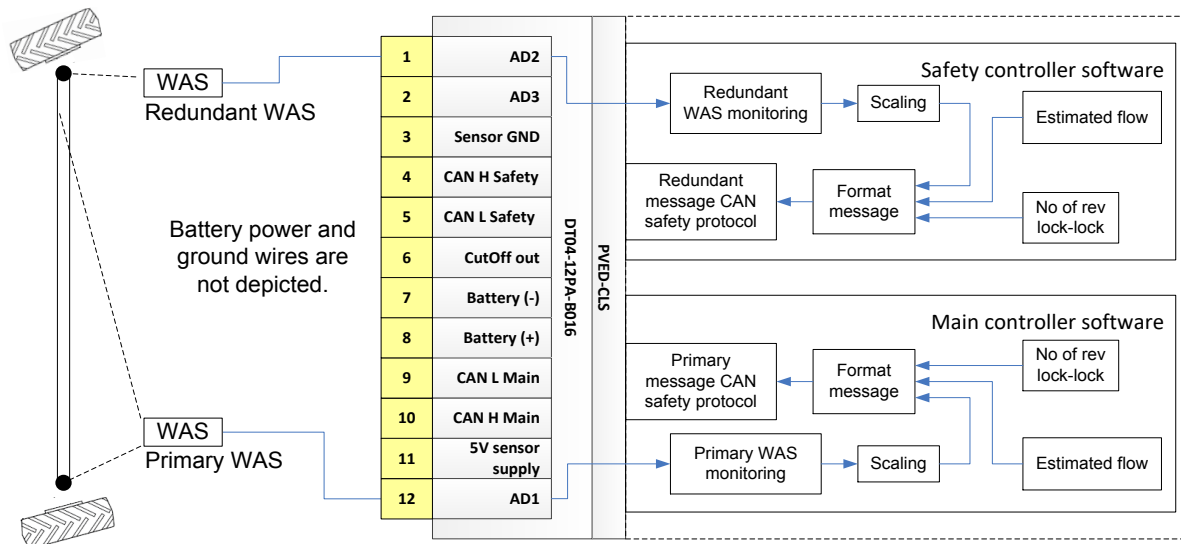 WAS
Redundant WAS
Battery power and
ground wires are
not depicted.
WAS
Primary WAS
1 AD2
2 AD3
3 Sensor GND
4 CAN H Safety
5 CAN L Safety
6 CutOff out
7 Battery (-)
8 Battery (+)
9 CAN L Main
10 CAN H Main
11 5V sensor
supply
12 AD1
DT04-12PA-B016
PVED-CLS
Safety controller software
Redundant
WAS monitoring
Scaling
Estimated flow
Redundant
message CAN
safety protocol
Format
message
No of rev
lock-lock
Main controller software
Primary
message CAN
safety protocol
Format
message
No of rev
lock-lock
Primary WAS
monitoring
Scaling
Estimated flow